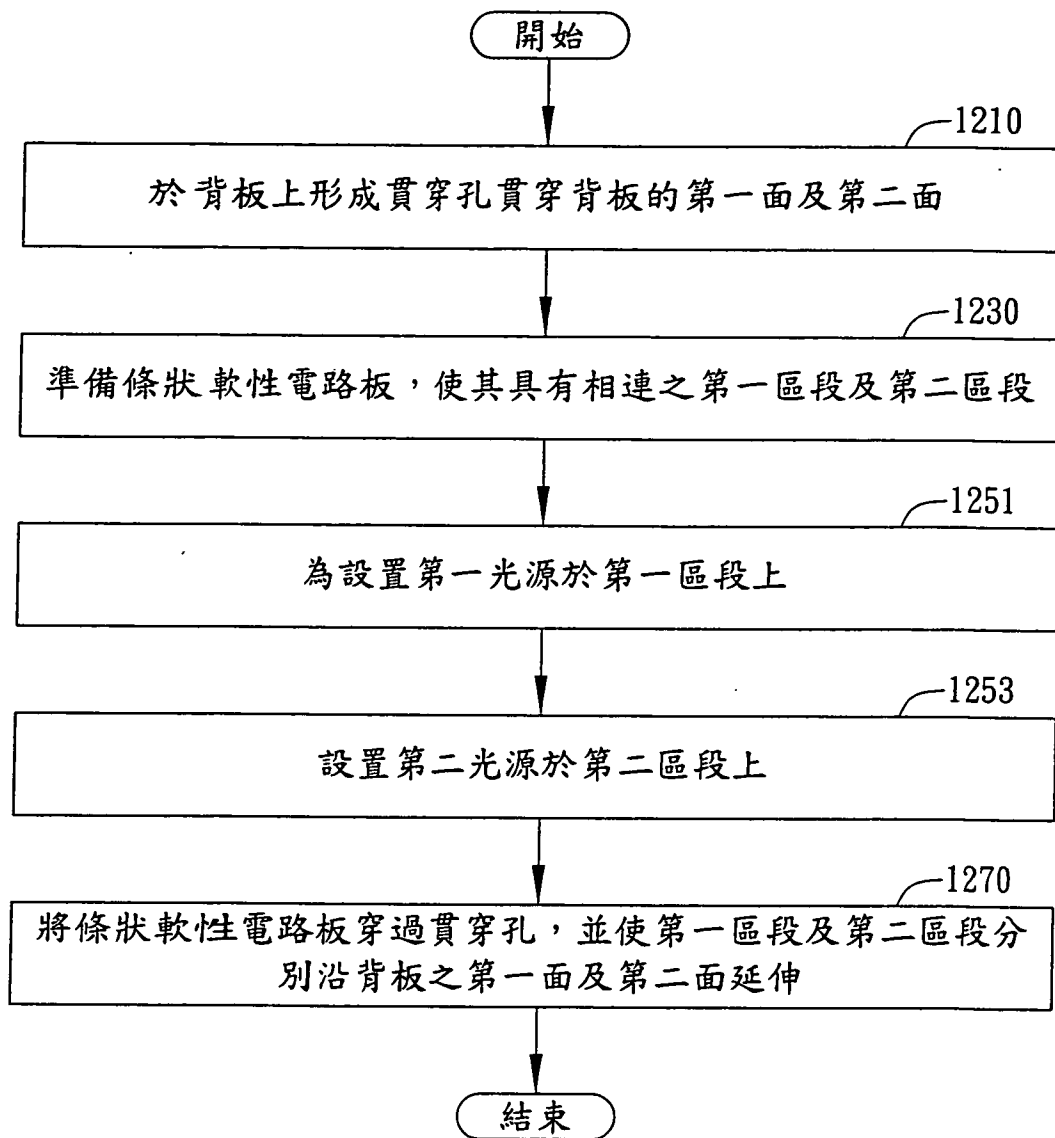 開始
1210
於背板上形成貫穿孔貫穿背板的第一面及第二面
1230
準備條狀軟性電路板，使其具有相連之第一區段及第二區段
1251
為設置第一光源於第一區段上
1253
設置第二光源於第二區段上
1270
將條狀軟性電路板穿過貫穿孔，並使第一區段及第二區段分
別沿背板之第一面及第二面延伸
結束